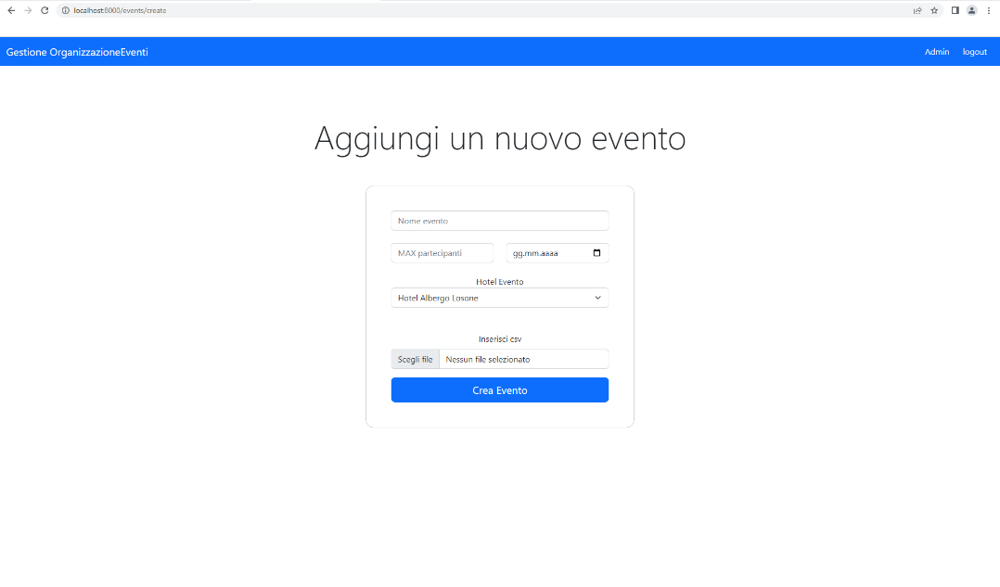 localhost:8000/events/create
Gestione OrganizzazioneEventi Admin logout
Aggiungi un nuovo evento
Nome evento
MAX partecipanti gg.mm.aaaa
Hotel Evento
Hotel Albergo Losone
Inserisci csv
Scegli file Nessun file selezionato
Crea Evento